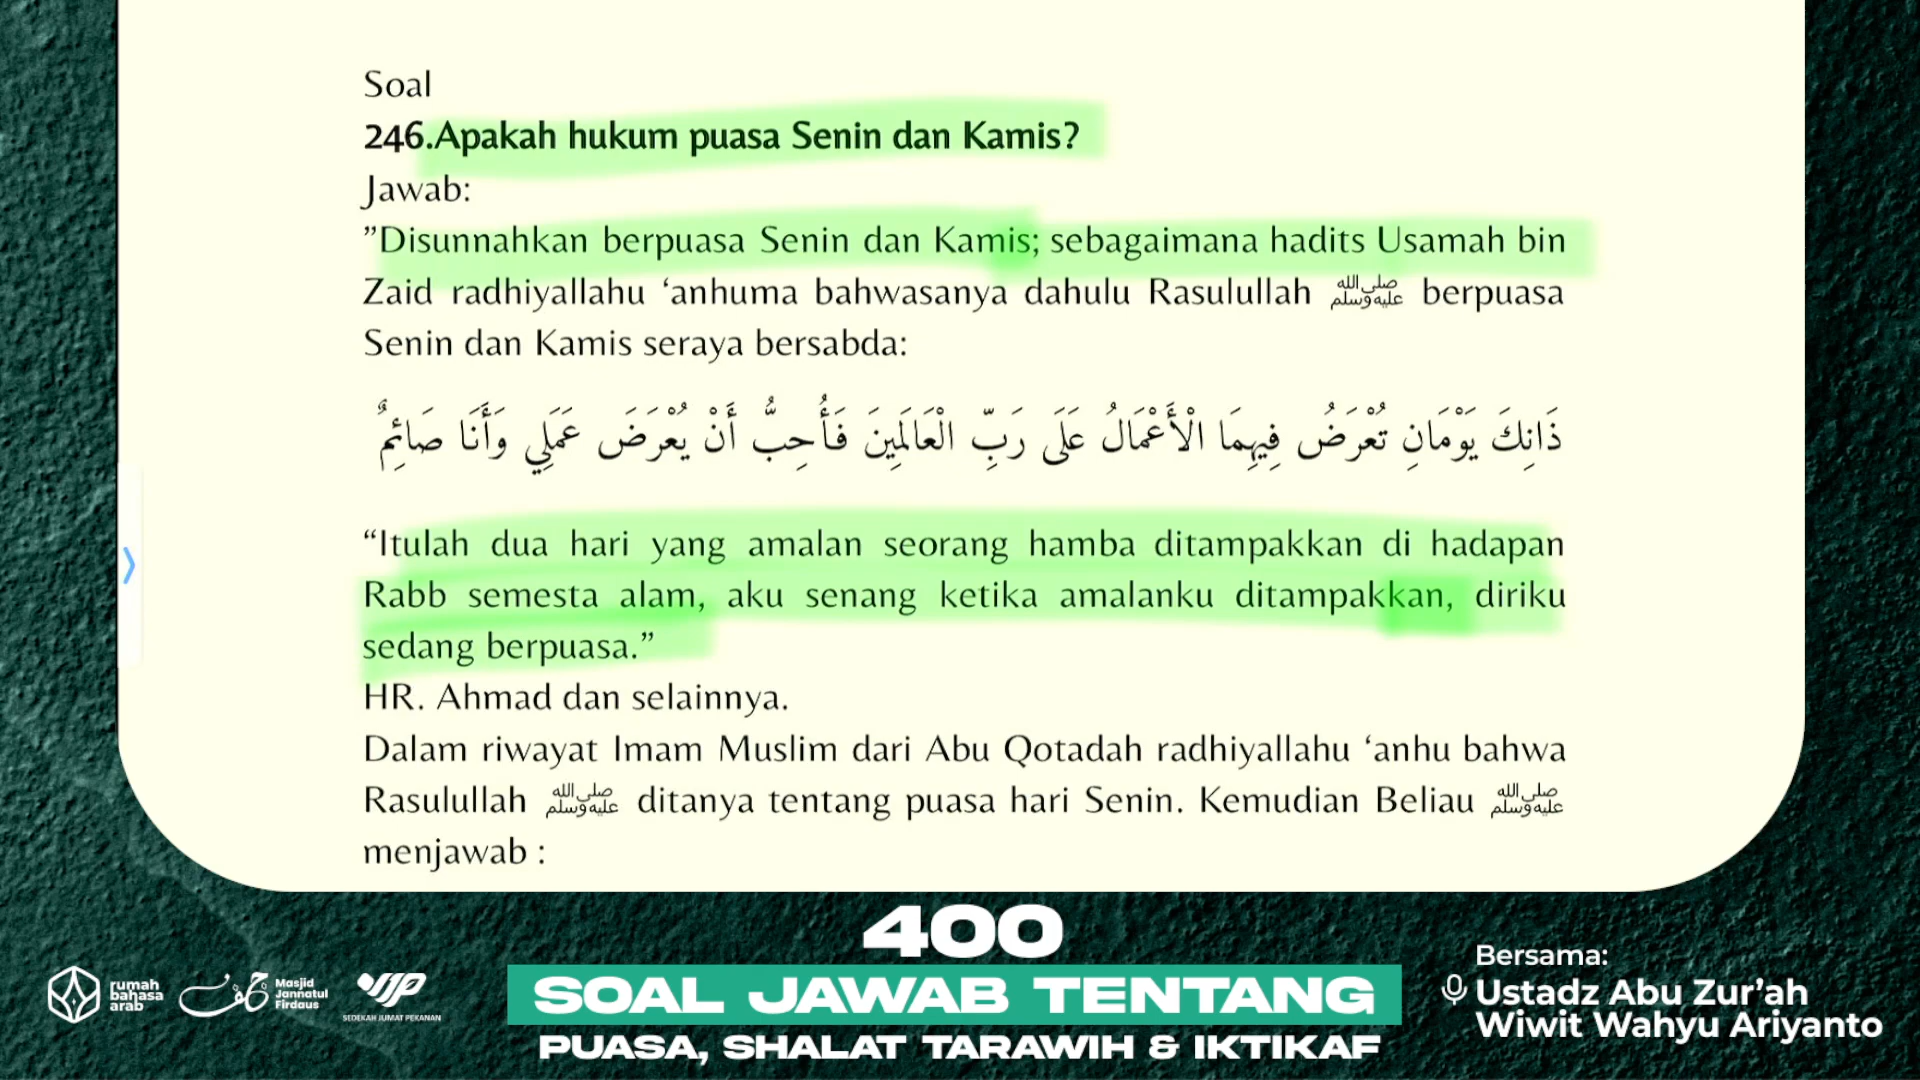 Soal
246.Apakah hukum puasa Senin dan Kamis?
Jawab:
”Disunnahkan berpuasa Senin dan Kamis; sebagaimana hadits Usamah bin
Zaid radhiyallahu ‘anhuma bahwasanya dahulu Rasulullah ﷺ berpuasa
Senin dan Kamis seraya bersabda:
ذَانِكَ يَوْمَانِ تُعْرَضُ فِيهِمَا الْأَعْمَالُ عَلَى رَبِّ الْعَالَمِينَ فَأُحِبُّ أَنْ يُعْرَضَ عَمَلِي وَأَنَا صَائِمٌ
“Itulah dua hari yang amalan seorang hamba ditampakkan di hadapan
Rabb semesta alam, aku senang ketika amalanku ditampakkan, diriku
sedang berpuasa.”
HR. Ahmad dan selainnya.
Dalam riwayat Imam Muslim dari Abu Qotadah radhiyallahu ‘anhu bahwa
Rasulullah ﷺ ditanya tentang puasa hari Senin. Kemudian Beliau ﷺ
menjawab :
rumah
bahasa
arab
Masjid
Jannatul
Firdaus
SJP
SEDEKAH JUMAT PEKANAN
400
SOAL JAWAB TENTANG
PUASA, SHALAT TARAWIH & IKTIKAF
Bersama:
Ustadz Abu Zur’ah
Wiwit Wahyu Ariyanto